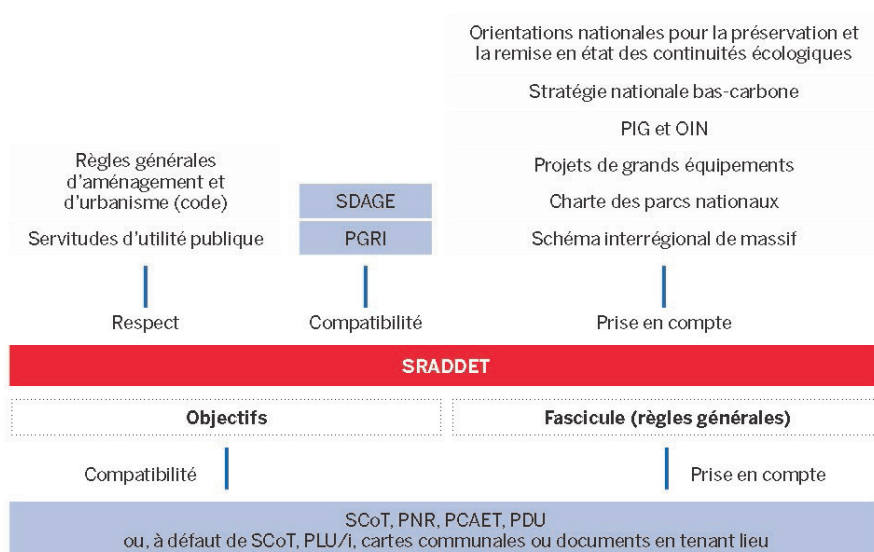 Orientations nationales pour la préservation et
la remise en état des continuités écologiques
Stratégie nationale bas-carbone
PIG et OIN
Projets de grands équipements
Charte des parcs nationaux
Schéma interrégional de massif
Règles générales
d'aménagement et
d'urbanisme (code)
Servitudes d'utilité publique
SDAGE
PGRI
Respect
Compatibilité
Prise en compte
SRADDET
Objectifs
Fascicule (règles générales)
Compatibilité
Prise en compte
SCoT, PNR, PCAET, PDU
ou, à défaut de SCoT, PLU/i, cartes communales ou documents en tenant lieu